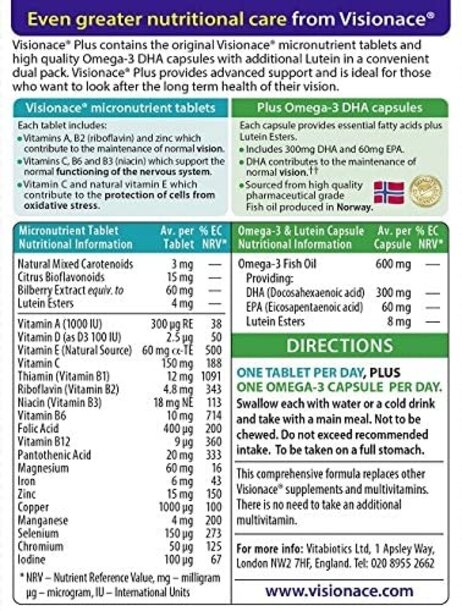 Even greater nutritional care from Visionace®
Visionace® Plus contains the original Visionace® micronutrient tablets and
high quality Omega-3 DHA capsules with additional Lutein in a convenient
dual pack. Visionace® Plus provides advanced support and is ideal for those
who want to look after the long term health of their vision.
Visionace® micronutrient tablets
Each tablet includes:
• Vitamins A, B2 (riboflavin) and zinc which
contribute to the maintenance of normal vision.
• Vitamins C, B6 and B3 (niacin) which support the
normal functioning of the nervous system.
• Vitamin C and natural vitamin E which
contribute to the protection of cells from
oxidative stress.
Plus Omega-3 DHA capsules
Each capsule provides essential fatty acids plus
Lutein Esters.
• Includes 300mg DHA and 60mg EPA.
• DHA contributes to the maintenance of
normal vision.††
• Sourced from high quality
pharmaceutical grade
Fish oil produced in Norway.
Micronutrient Tablet Av. per % EC
Nutritional Information Tablet NRV*
Natural Mixed Carotenoids 3 mg —
Citrus Bioflavonoids 15 mg —
Bilberry Extract equiv. to 60 mg —
Lutein Esters 4 mg —
Vitamin A (1000 IU) 300 µg RE 38
Vitamin D (as D3 100 IU) 2.5 µg 50
Vitamin E (Natural Source) 60 mg α-TE 500
Vitamin C 150 mg 188
Thiamin (Vitamin B1) 12 mg 1091
Riboflavin (Vitamin B2) 4.8 mg 343
Niacin (Vitamin B3) 18 mg NE 113
Vitamin B6 10 mg 714
Folic Acid 400 µg 200
Vitamin B12 9 µg 360
Pantothenic Acid 20 mg 333
Magnesium 60 mg 16
Iron 6 mg 43
Zinc 15 mg 150
Copper 1000 µg 100
Manganese 4 mg 200
Selenium 150 µg 273
Chromium 50 µg 125
Iodine 100 µg 67
* NRV – Nutrient Reference Value, mg – milligram
µg – microgram, IU – International Units
Omega-3 & Lutein Capsule Av. per % EC
Nutritional Information Capsule NRV*
Omega-3 Fish Oil 600 mg —
Providing:
DHA (Docosahexaenoic acid) 300 mg —
EPA (Eicosapentaenoic acid) 60 mg —
Lutein Esters 8 mg —
DIRECTIONS
ONE TABLET PER DAY, PLUS
ONE OMEGA-3 CAPSULE PER DAY.
Swallow each with water or a cold drink
and take with a main meal. Not to be
chewed. Do not exceed recommended
intake. To be taken on a full stomach.
This comprehensive formula replaces other
Visionace® supplements and multivitamins.
There is no need to take an additional
multivitamin.
For more info: Vitabiotics Ltd, 1 Apsley Way,
London NW2 7HF, England. Tel: 020 8955 2662
www.visionace.com